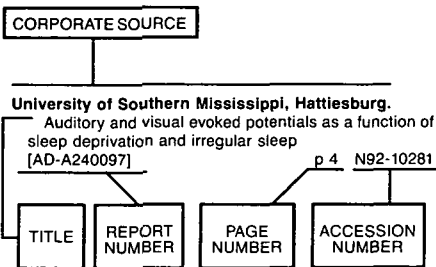 CORPORATE SOURCE
University of Southern Mississippi, Hattiesburg.
Auditory and visual evoked potentials as a function of
sleep deprivation and irregular sleep
[AD-A240097] p 4 N92-10281
TITLE REPORT NUMBER PAGE NUMBER ACCESSION NUMBER